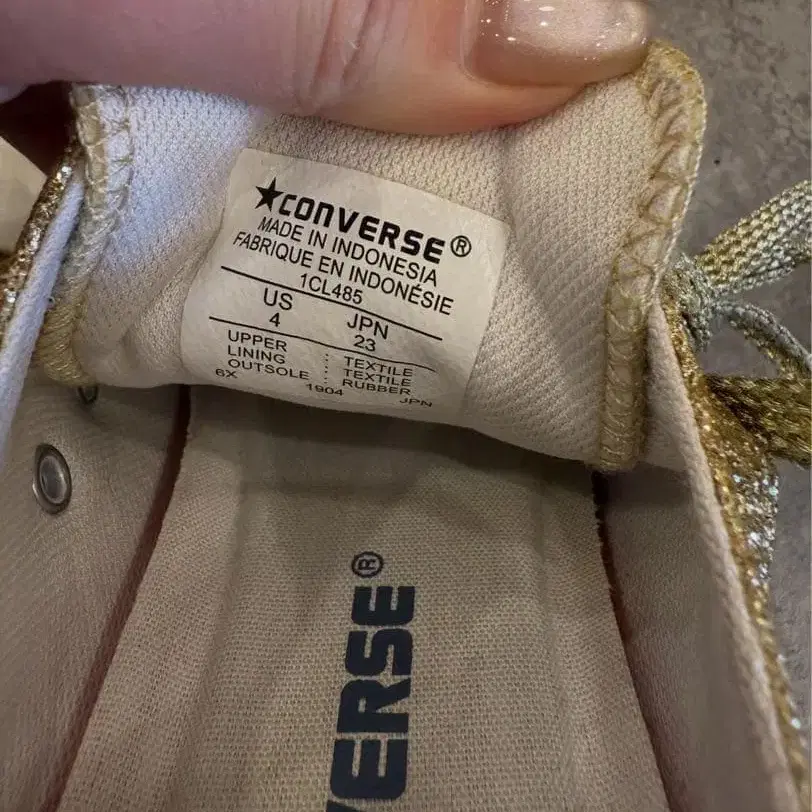 ★CONVERSE®
MADE IN INDONESIA
FABRIQUE EN INDONÉSIE
1CL485
US JPN
4 23
UPPER : TEXTILE
LINING : TEXTILE
OUTSOLE : RUBBER
6X 1904 JPN
VERSE®